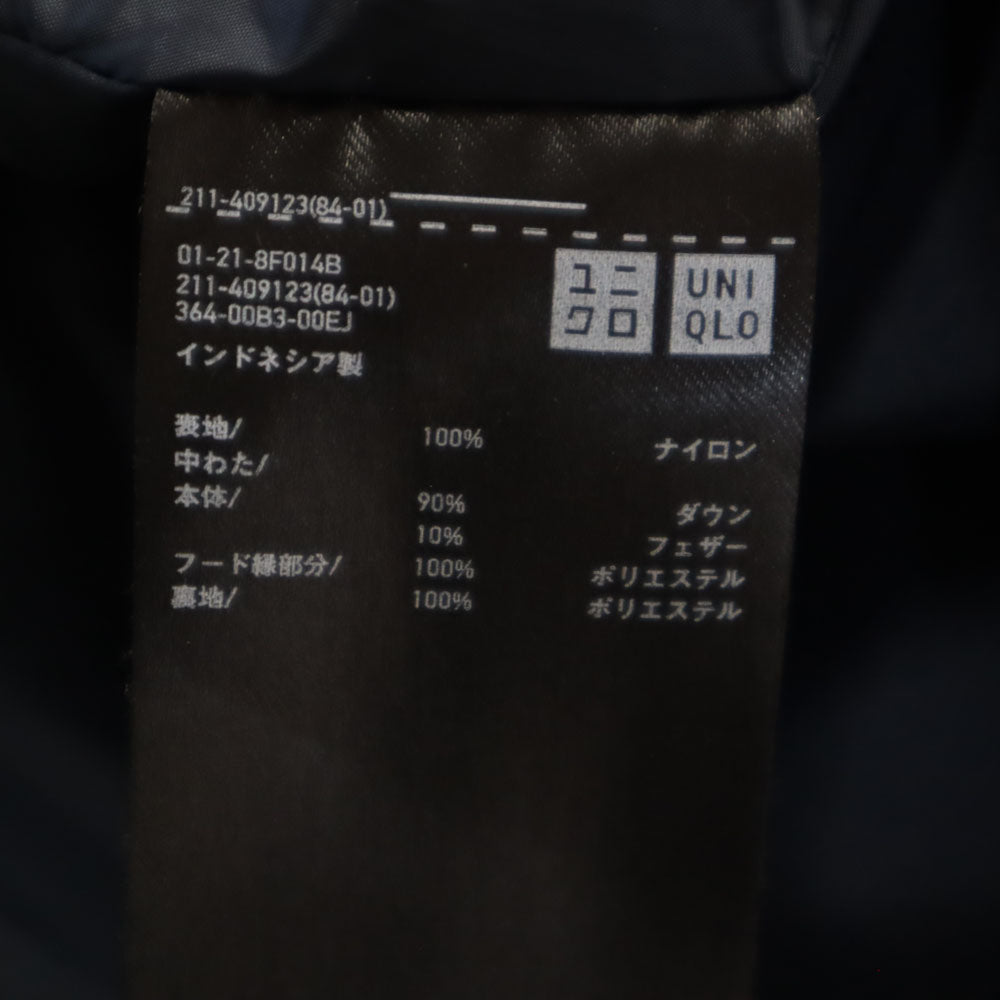 211-409123(84-01)
01-21-8F014B
211-409123(84-01)
364-00B3-00EJ
インドネシア製
ユニ
クロ
UNI
QLO
表地/ 100% ナイロン
中わた/
本体/ 90% ダウン
10% フェザー
フード縁部分/ 100% ポリエステル
裏地/ 100% ポリエステル